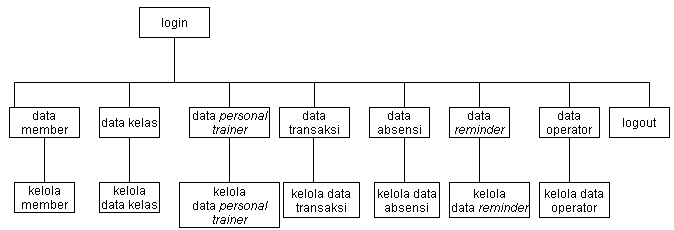 login
data
member
data kelas
data personal
trainer
data
transaksi
data
absensi
data
reminder
data
operator
logout
kelola
member
kelola
data kelas
kelola
data personal
trainer
kelola data
transaksi
kelola data
absensi
kelola
data reminder
kelola data
operator